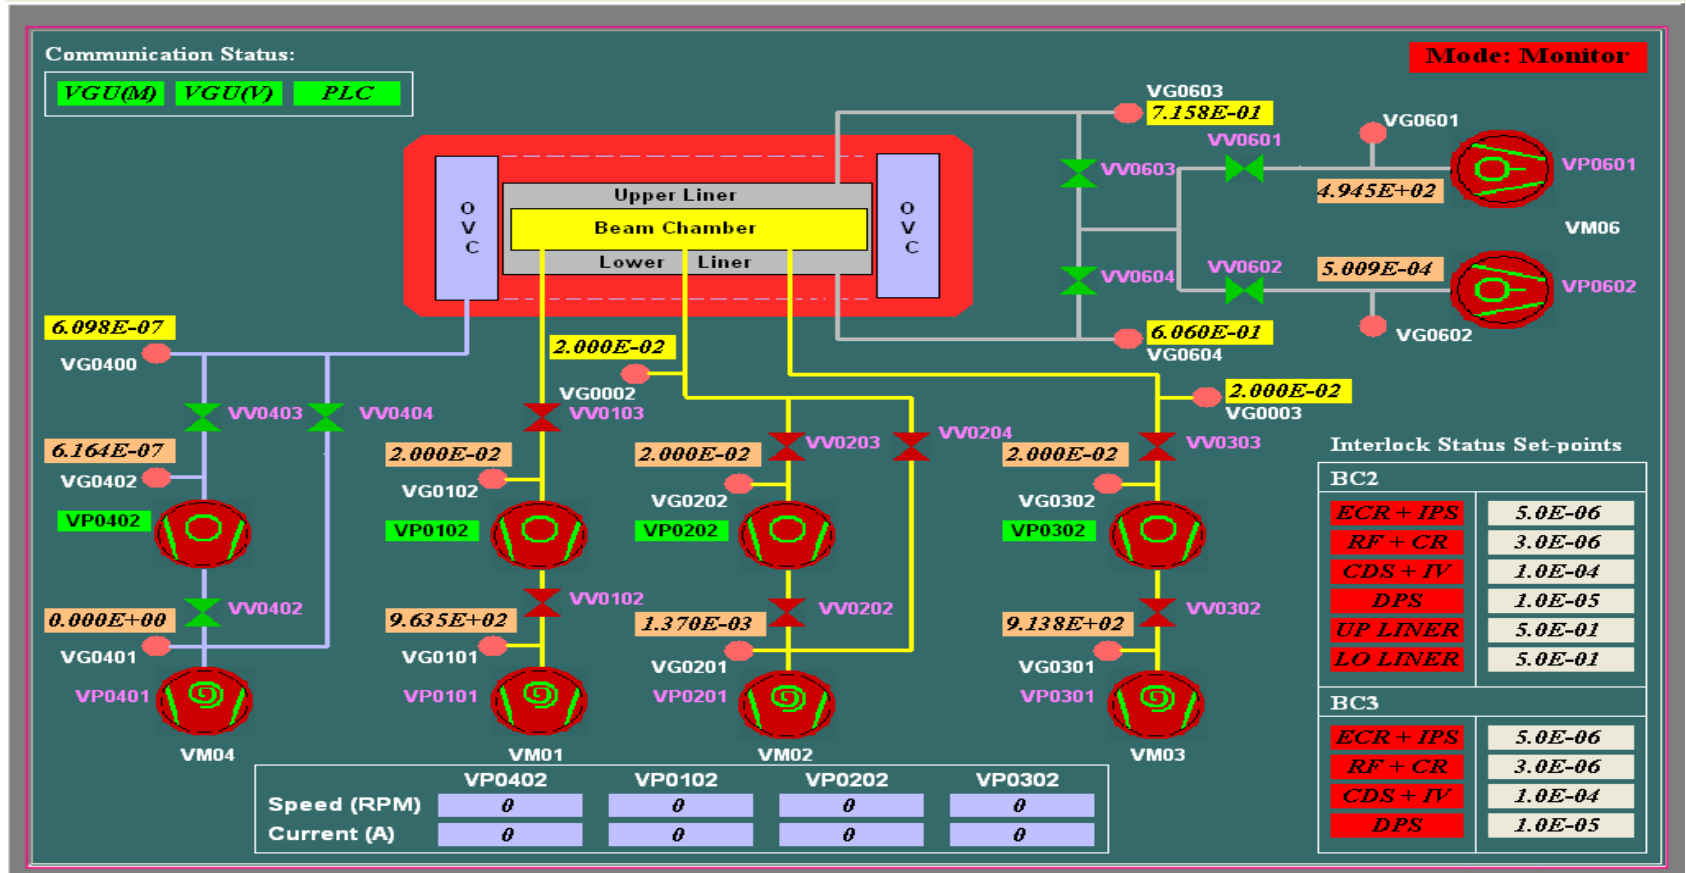 Communication Status:
Mode: Monitor
VGU(M) VGU(V) PLC
VG0603
7.158E-01
VG0601
VV0601
VV0603
VP0601
4.945E+02
Upper Liner
OVC
OVC
Beam Chamber
VM06
Lower Liner
VV0604
VV0602
5.009E-04
VP0602
6.098E-07
6.060E-01
VG0602
2.000E-02
VG0604
VG0400
VG0002
2.000E-02
VG0003
VV0403
VV0404
VV0103
VV0203
VV0204
VV0303
6.164E-07
2.000E-02
2.000E-02
2.000E-02
VG0402
VG0102
VG0202
VG0302
VP0402
VP0102
VP0202
VP0302
VV0402
VV0102
VV0202
VV0302
0.000E+00
9.635E+02
1.370E-03
9.138E+02
VG0401
VG0101
VG0201
VG0301
VP0401
VP0101
VP0201
VP0301
VM04
VM01
VM02
VM03
Interlock Status Set-points
BC2
ECR + IPS 5.0E-06
RF + CR 3.0E-06
CDS + IV 1.0E-04
DPS 1.0E-05
UP LINER 5.0E-01
LO LINER 5.0E-01
BC3
ECR + IPS 5.0E-06
RF + CR 3.0E-06
CDS + IV 1.0E-04
DPS 1.0E-05
VP0402 VP0102 VP0202 VP0302
Speed (RPM) 0 0 0 0
Current (A) 0 0 0 0